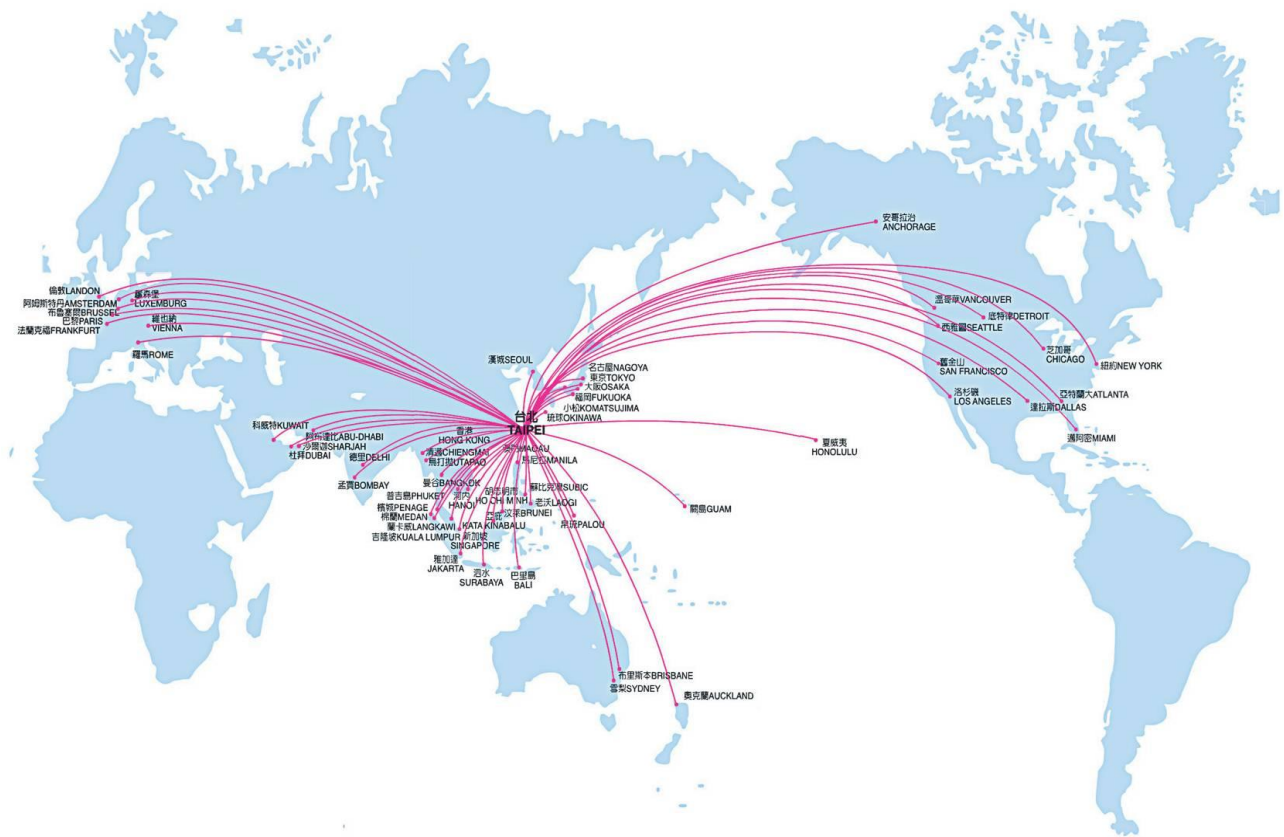 安哥拉治
ANCHORAGE
倫敦LANDON
阿姆斯特丹AMSTERDAM
盧森堡
LUXEMBURG
布魯塞爾BRUSSEL
巴黎PARIS
法蘭克福FRANKFURT
維也納
VIENNA
羅馬ROME
溫哥華VANCOUVER
底特律DETROIT
西雅圖SEATTLE
芝加哥
CHICAGO
紐約NEW YORK
舊金山
SAN FRANCISCO
洛杉磯
LOS ANGELES
亞特蘭大ATLANTA
達拉斯DALLAS
邁阿密MIAMI
漢城SEOUL
名古屋NAGOYA
東京TOKYO
大阪OSAKA
福岡FUKUOKA
小松KOMATSUJIMA
琉球OKINAWA
台北
TAIPEI
香港
HONG KONG
澳門MACAU
馬尼拉MANILA
科威特KUWAIT
阿布達比ABU-DHABI
沙爾迦SHARJAH
杜拜DUBAI
德里DELHI
孟買BOMBAY
清邁CHIENGMAI
烏打拋UTAPAO
曼谷BANGKOK
普吉島PHUKET
河內
HANOI
胡志明市
HO CHI MINH
蘇比克灣SUBIC
老沃LAOGI
檳城PENAGE
棉蘭MEDAN
蘭卡威LANGKAWI
亞庇
KATA KINABALU
汶萊BRUNEI
吉隆坡KUALA LUMPUR
新加坡
SINGAPORE
帛琉PALOU
關島GUAM
夏威夷
HONOLULU
雅加達
JAKARTA
泗水
SURABAYA
巴里島
BALI
布里斯本BRISBANE
雪梨SYDNEY
奧克蘭AUCKLAND